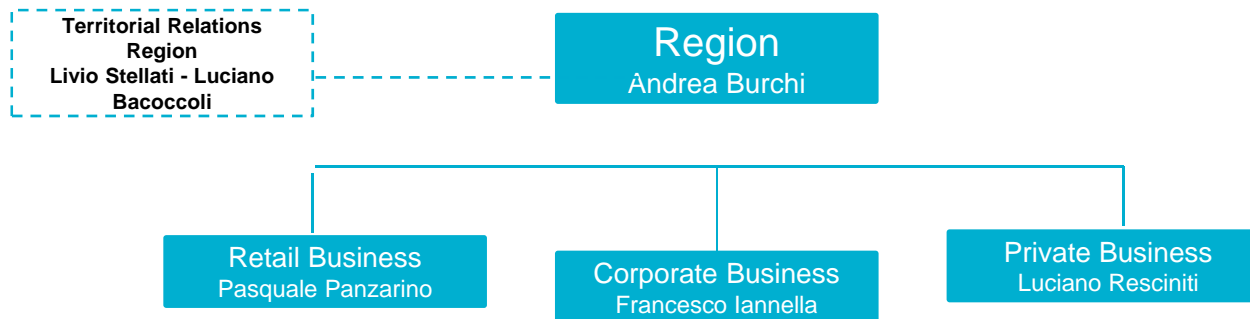 Territorial Relations
Region
Livio Stellati - Luciano
Bacoccoli
Region
Andrea Burchi
Retail Business
Pasquale Panzarino
Corporate Business
Francesco Iannella
Private Business
Luciano Resciniti